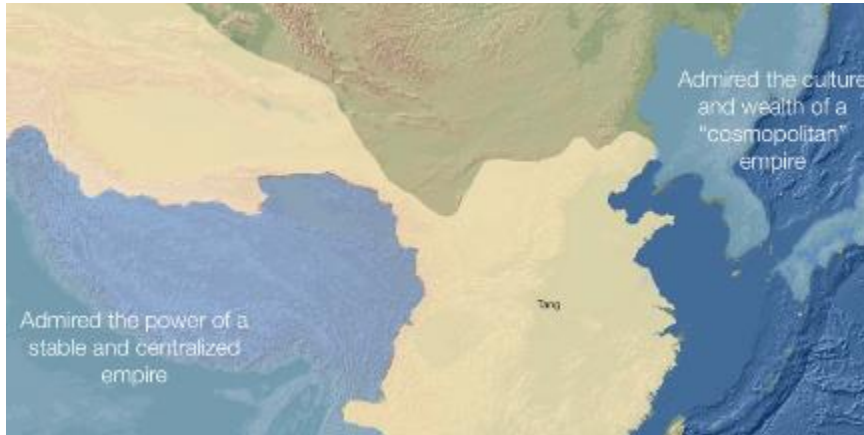 Admired the culture
and wealth of a
"cosmopolitan"
empire
Tang
Admired the power of a
stable and centralized
empire